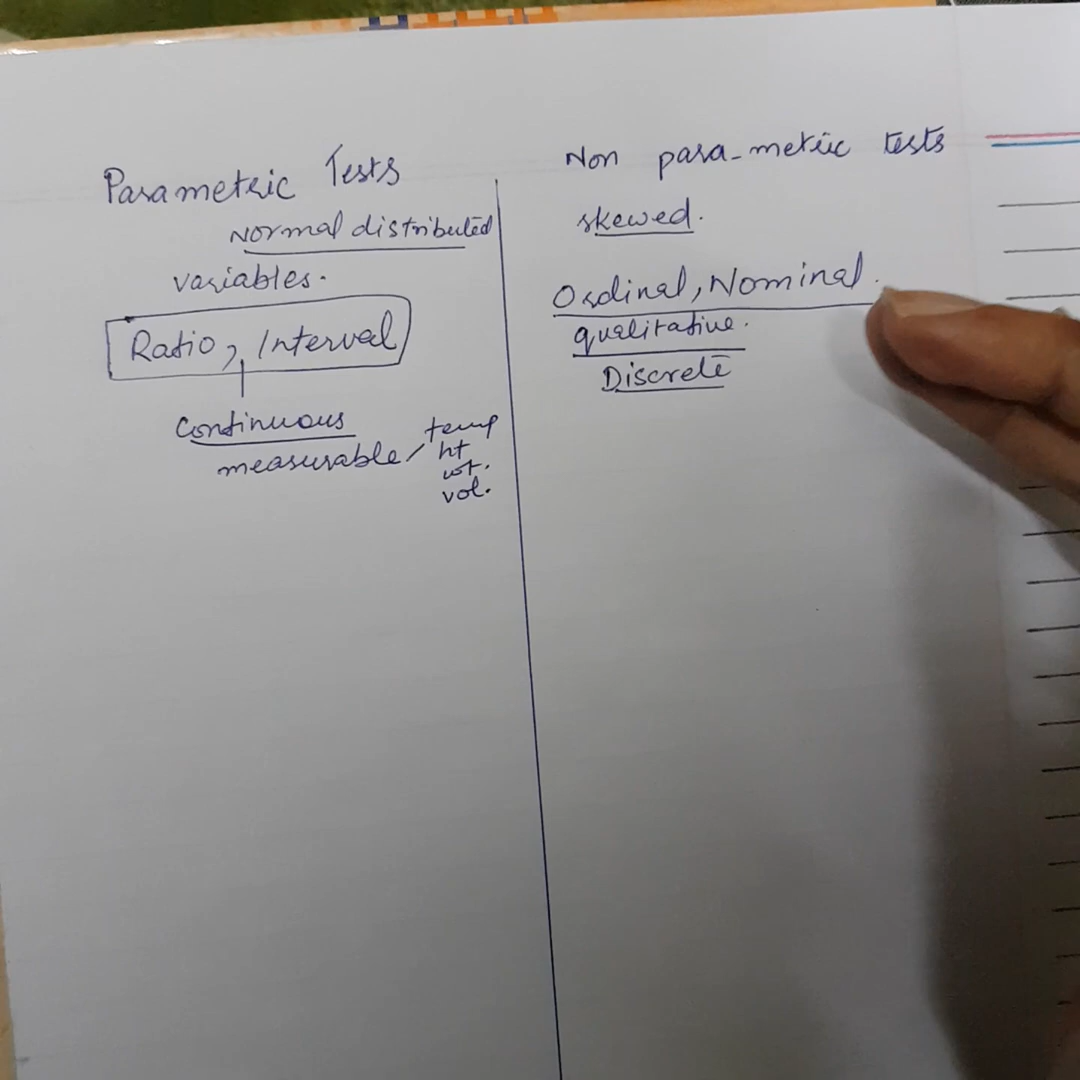 Parametric Tests
Normal distributed
variables.
Ratio, Interval
Continuous
measurable / temp
ht
wt.
vol.
Non para-metric tests
skewed.
Ordinal, Nominal.
qualitative.
Discrete